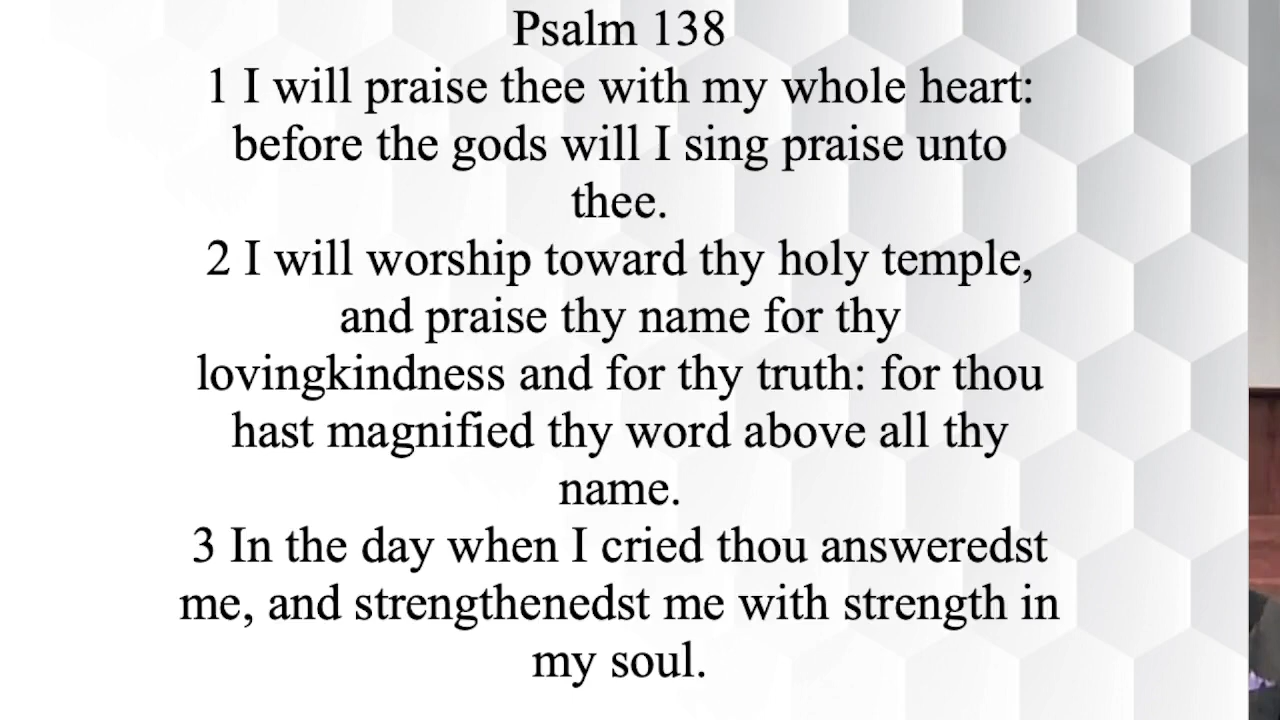 Psalm 138
1 I will praise thee with my whole heart:
before the gods will I sing praise unto
thee.
2 I will worship toward thy holy temple,
and praise thy name for thy
lovingkindness and for thy truth: for thou
hast magnified thy word above all thy
name.
3 In the day when I cried thou answeredst
me, and strengthenedst me with strength in
my soul.